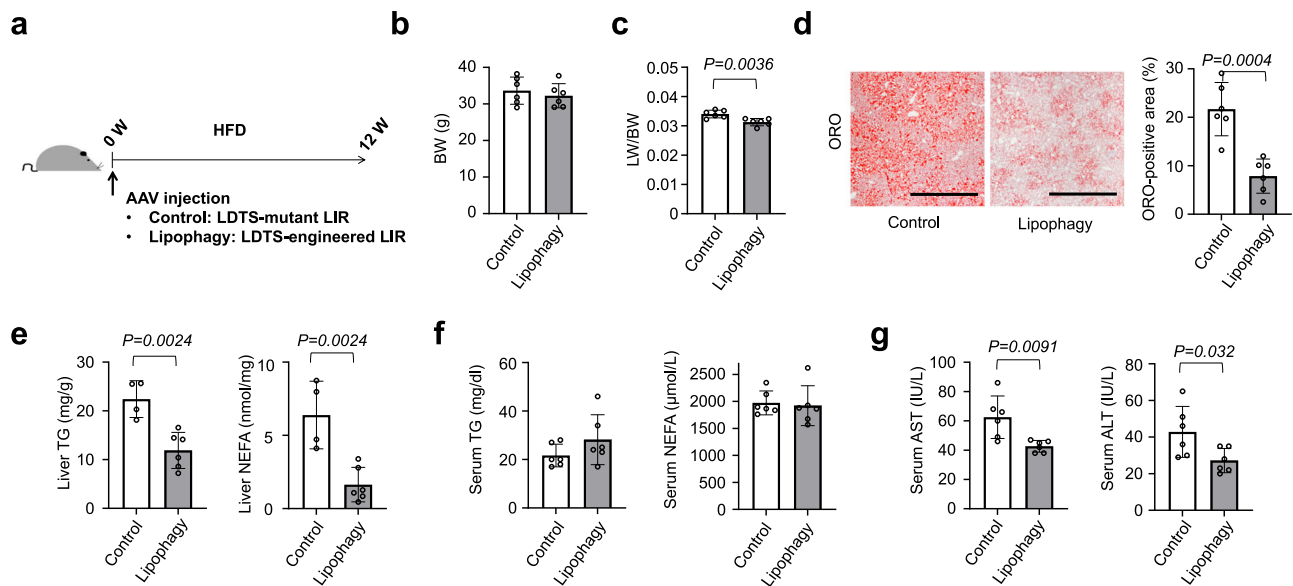 a
0 W
HFD
12 W
AAV injection
• Control: LDTS-mutant LIR
• Lipophagy: LDTS-engineered LIR
b
BW (g)
40
30
20
10
0
Control
Lipophagy
c
P=0.0036
LW/BW
0.05
0.04
0.03
0.02
0.01
0.00
Control
Lipophagy
d
ORO
Control
Lipophagy
P=0.0004
ORO-positive area (%)
30
20
10
0
Control
Lipophagy
e
P=0.0024
Liver TG (mg/g)
30
20
10
0
Control
Lipophagy
P=0.0024
Liver NEFA (nmol/mg)
10
5
0
Control
Lipophagy
f
Serum TG (mg/dl)
60
40
20
0
Control
Lipophagy
Serum NEFA (μmol/L)
2500
2000
1500
1000
500
0
Control
Lipophagy
g
P=0.0091
Serum AST (IU/L)
100
80
60
40
20
0
Control
Lipophagy
P=0.032
Serum ALT (IU/L)
80
60
40
20
0
Control
Lipophagy